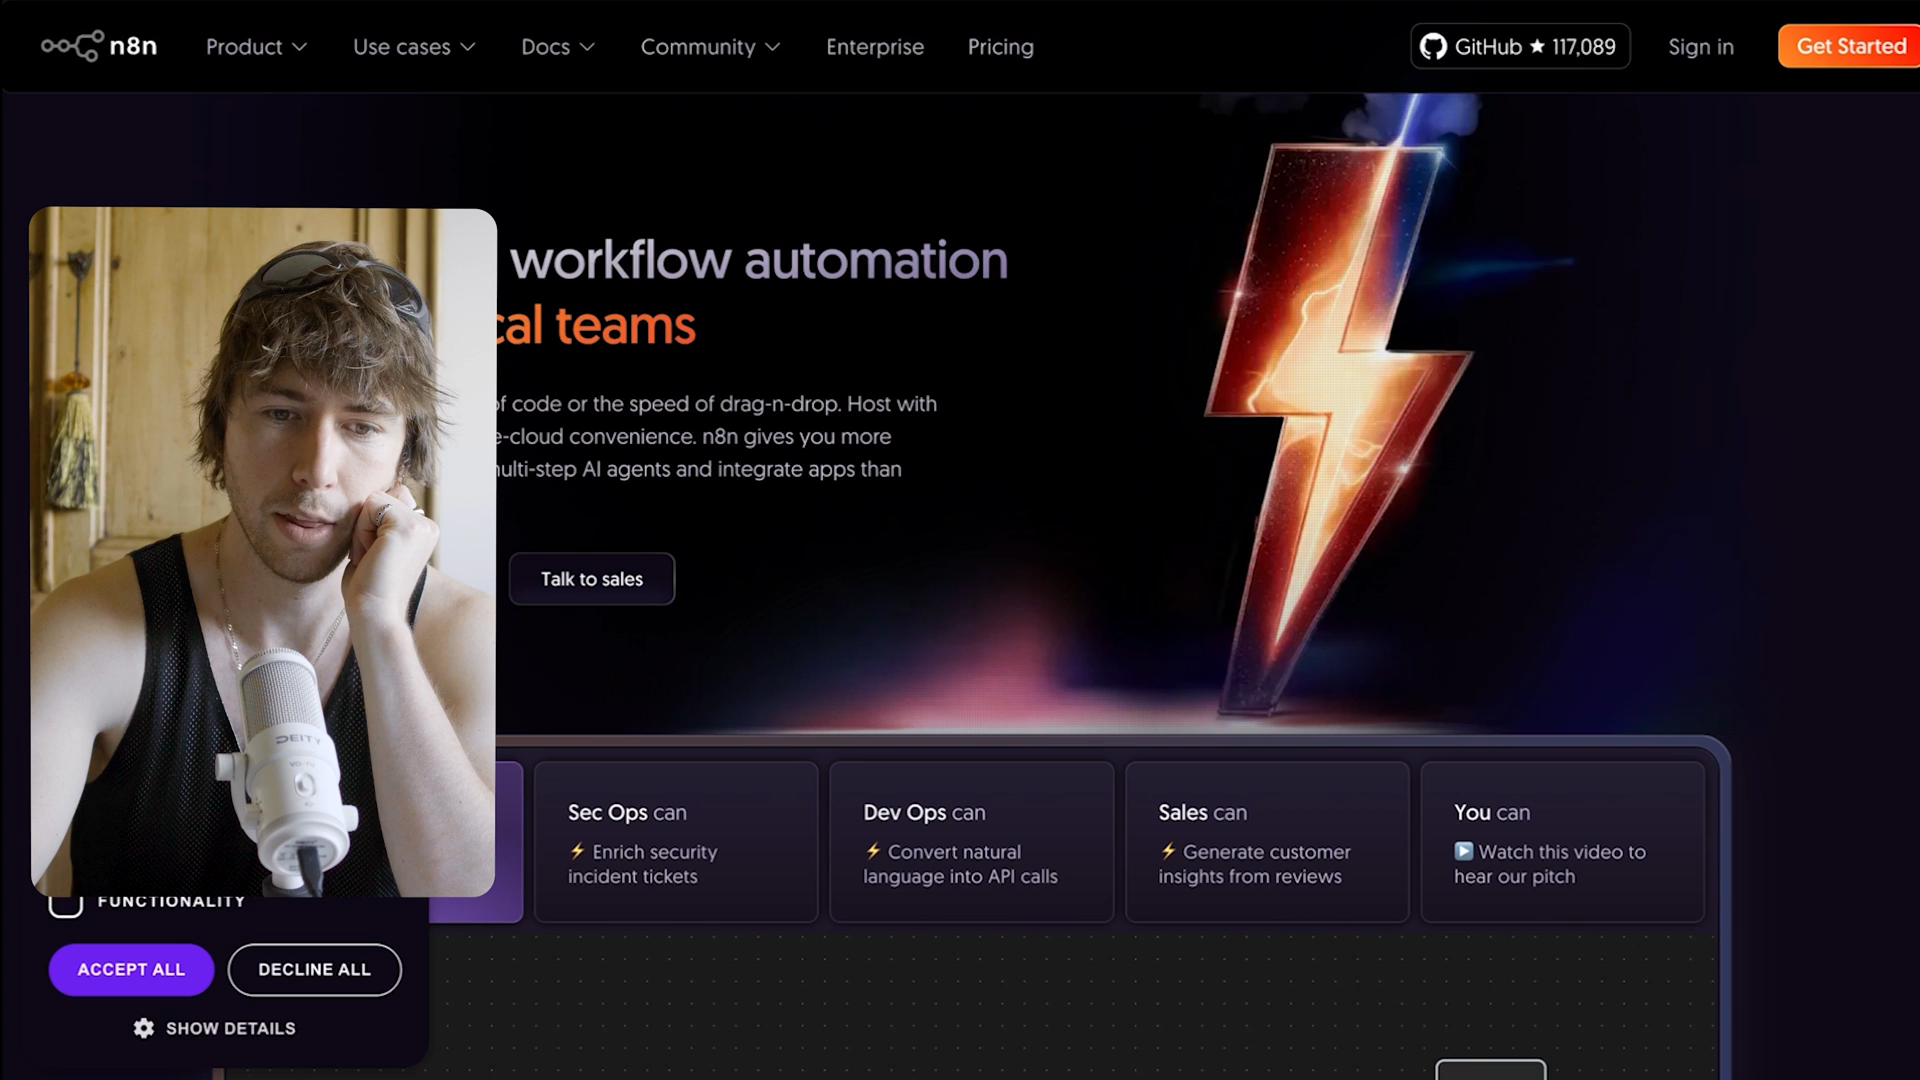 n8n
Product
Use cases
Docs
Community
Enterprise
Pricing
GitHub ★ 117,089
Sign in
Get Started
workflow automation
cal teams
of code or the speed of drag-n-drop. Host with
e-cloud convenience. n8n gives you more
multi-step AI agents and integrate apps than
Talk to sales
DEITY
Sec Ops can
⚡ Enrich security
incident tickets
Dev Ops can
⚡ Convert natural
language into API calls
Sales can
⚡ Generate customer
insights from reviews
You can
▶️ Watch this video to
hear our pitch
FUNCTIONALITY
ACCEPT ALL
DECLINE ALL
SHOW DETAILS